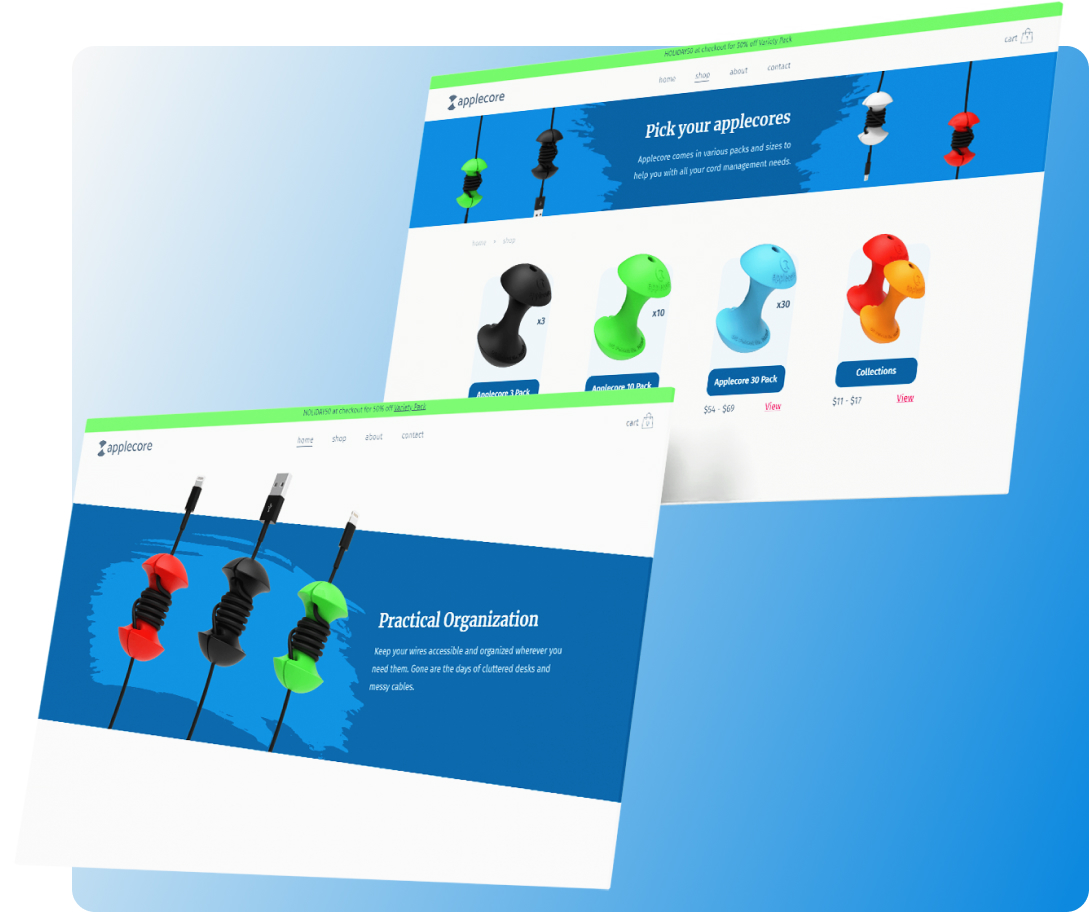 HOLIDAY50 at checkout for 50% off Variety Pack
cart
applecore
home shop about contact
Pick your applecores
Applecore comes in various packs and sizes to
help you with all your cord management needs.
home • shop
x3
x10
x30
Applecore 3 Pack
Applecore 10 Pack
Applecore 30 Pack
Collections
$54 - $69 View
$11 - $17 View
HOLIDAY50 at checkout for 50% off Variety Pack
cart 0
applecore
home shop about contact
Practical Organization
Keep your wires accessible and organized wherever you
need them. Gone are the days of cluttered desks and
messy cables.